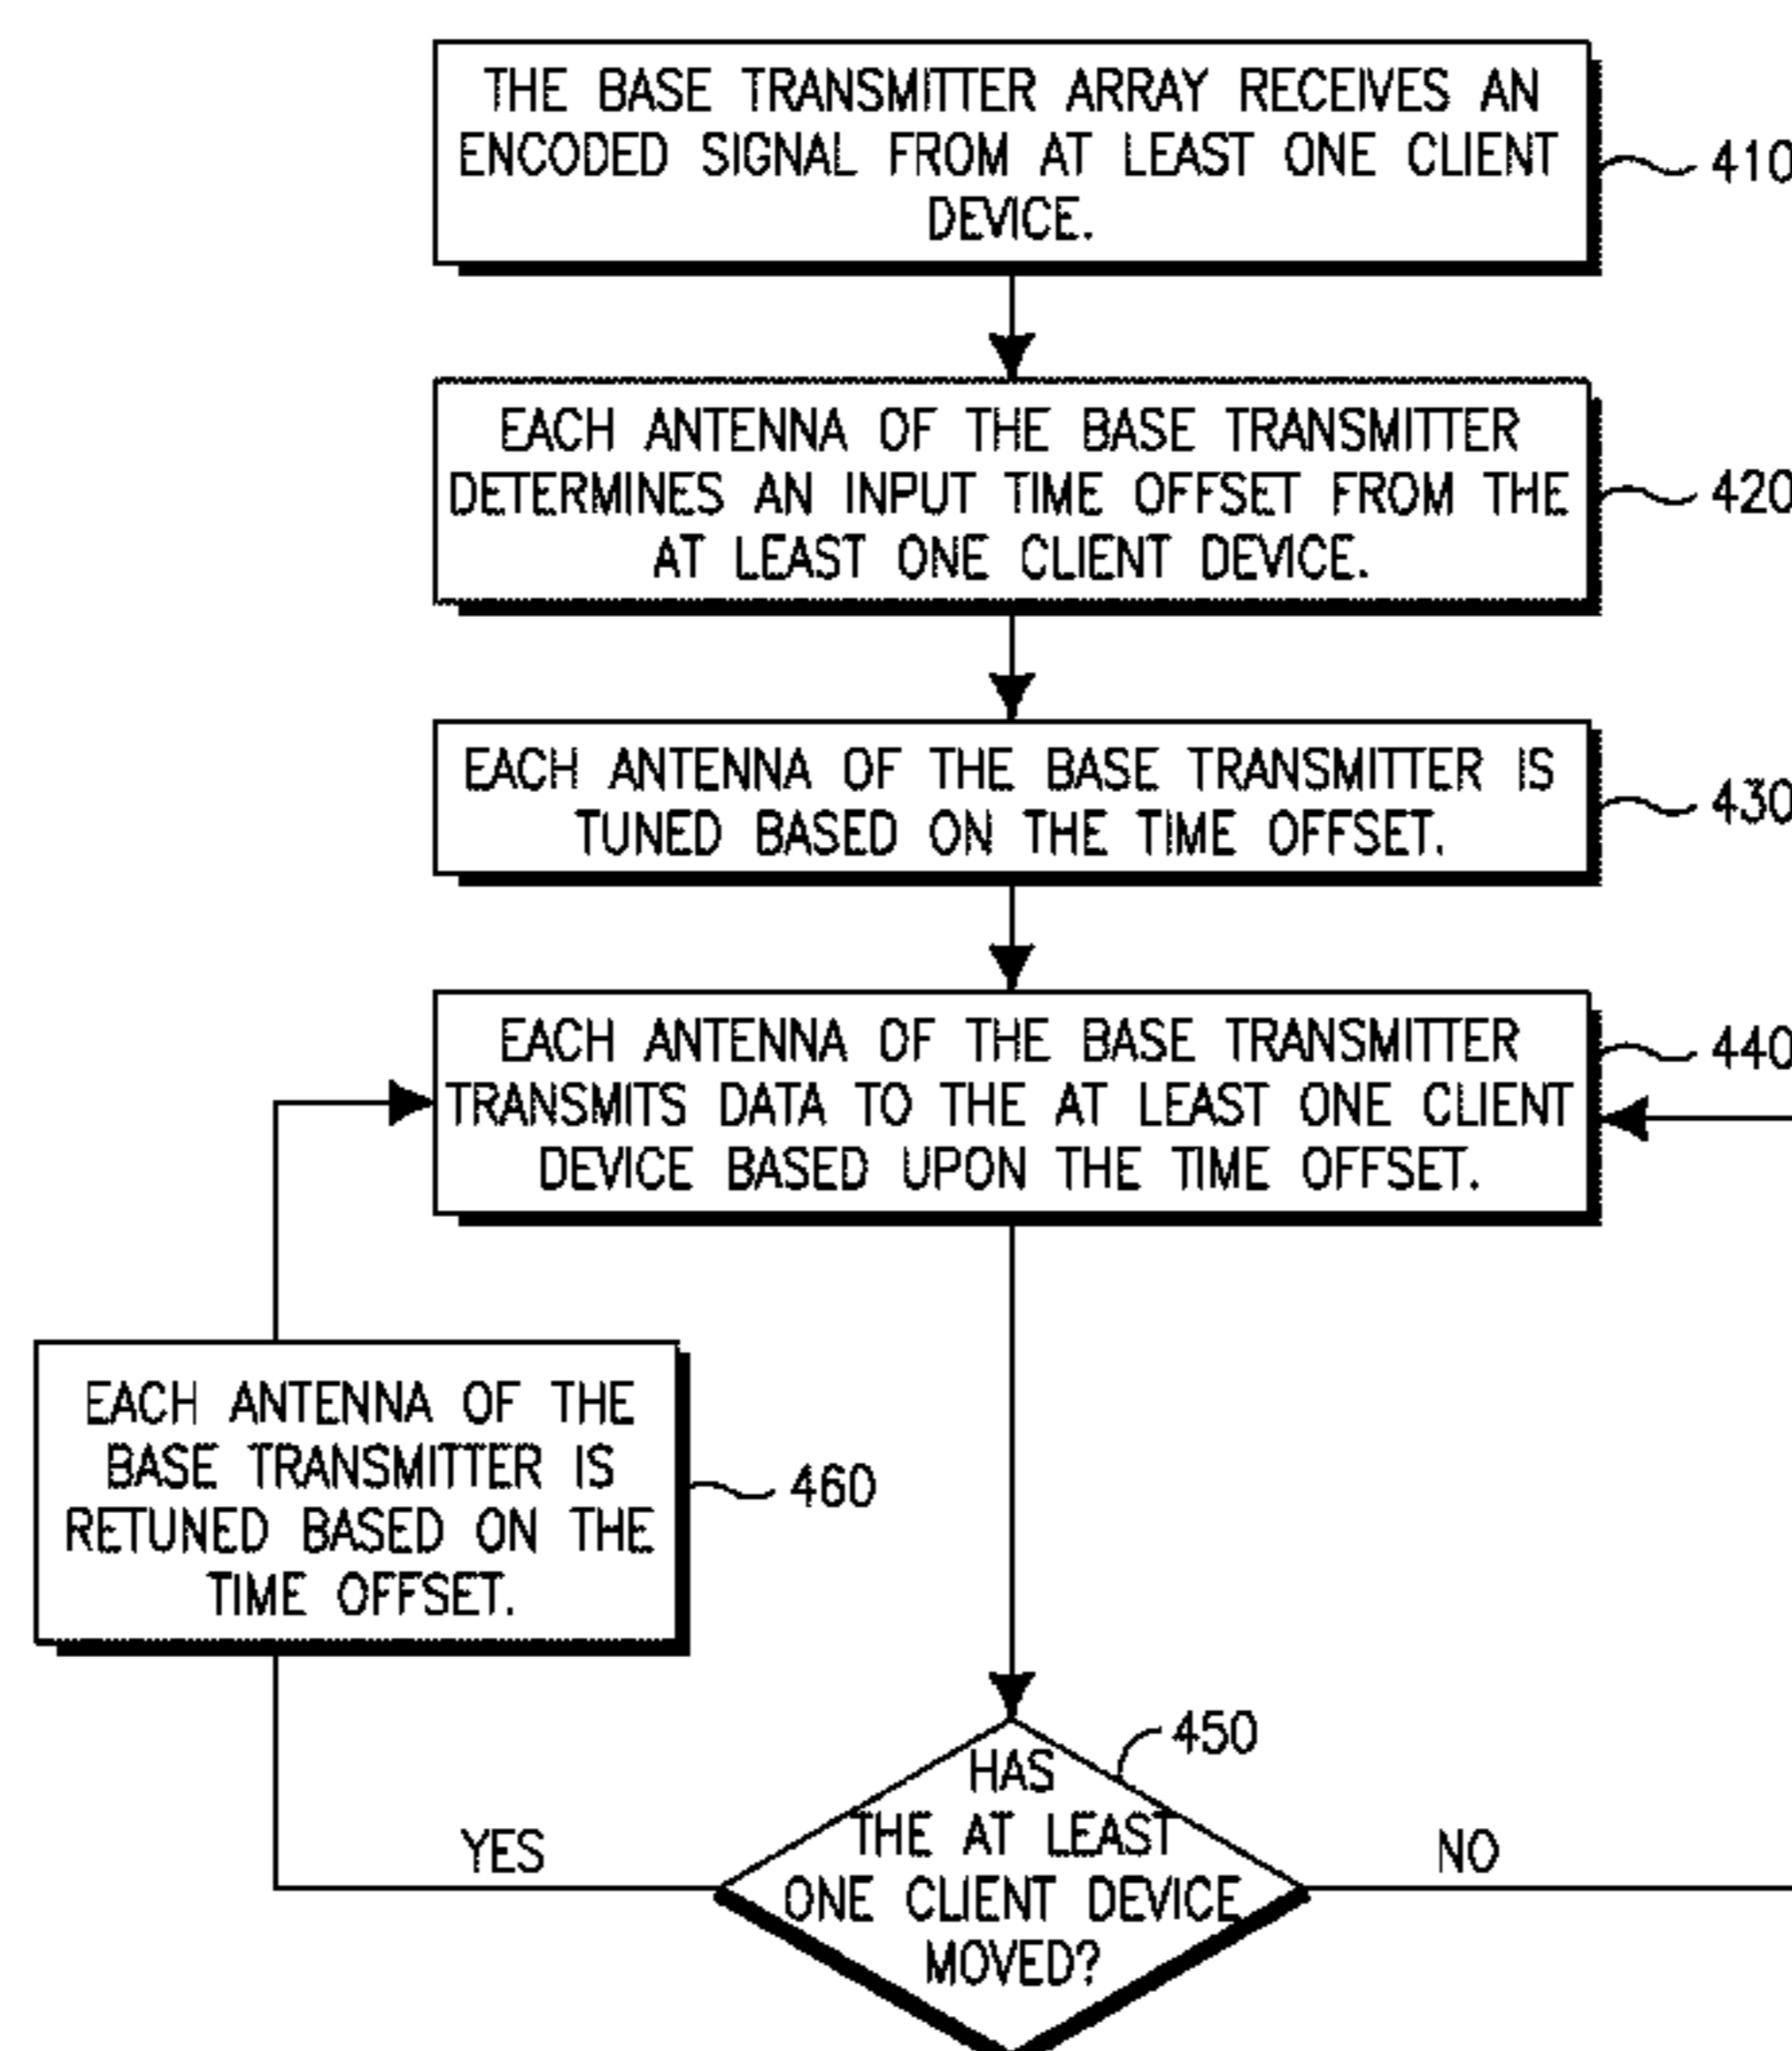 THE BASE TRANSMITTER ARRAY RECEIVES AN
ENCODED SIGNAL FROM AT LEAST ONE CLIENT
DEVICE.
410
EACH ANTENNA OF THE BASE TRANSMITTER
DETERMINES AN INPUT TIME OFFSET FROM THE
AT LEAST ONE CLIENT DEVICE.
420
EACH ANTENNA OF THE BASE TRANSMITTER IS
TUNED BASED ON THE TIME OFFSET.
430
EACH ANTENNA OF THE BASE TRANSMITTER
TRANSMITS DATA TO THE AT LEAST ONE CLIENT
DEVICE BASED UPON THE TIME OFFSET.
440
EACH ANTENNA OF THE
BASE TRANSMITTER IS
RETUNED BASED ON THE
TIME OFFSET.
460
450
HAS
THE AT LEAST
ONE CLIENT DEVICE
MOVED?
YES
NO